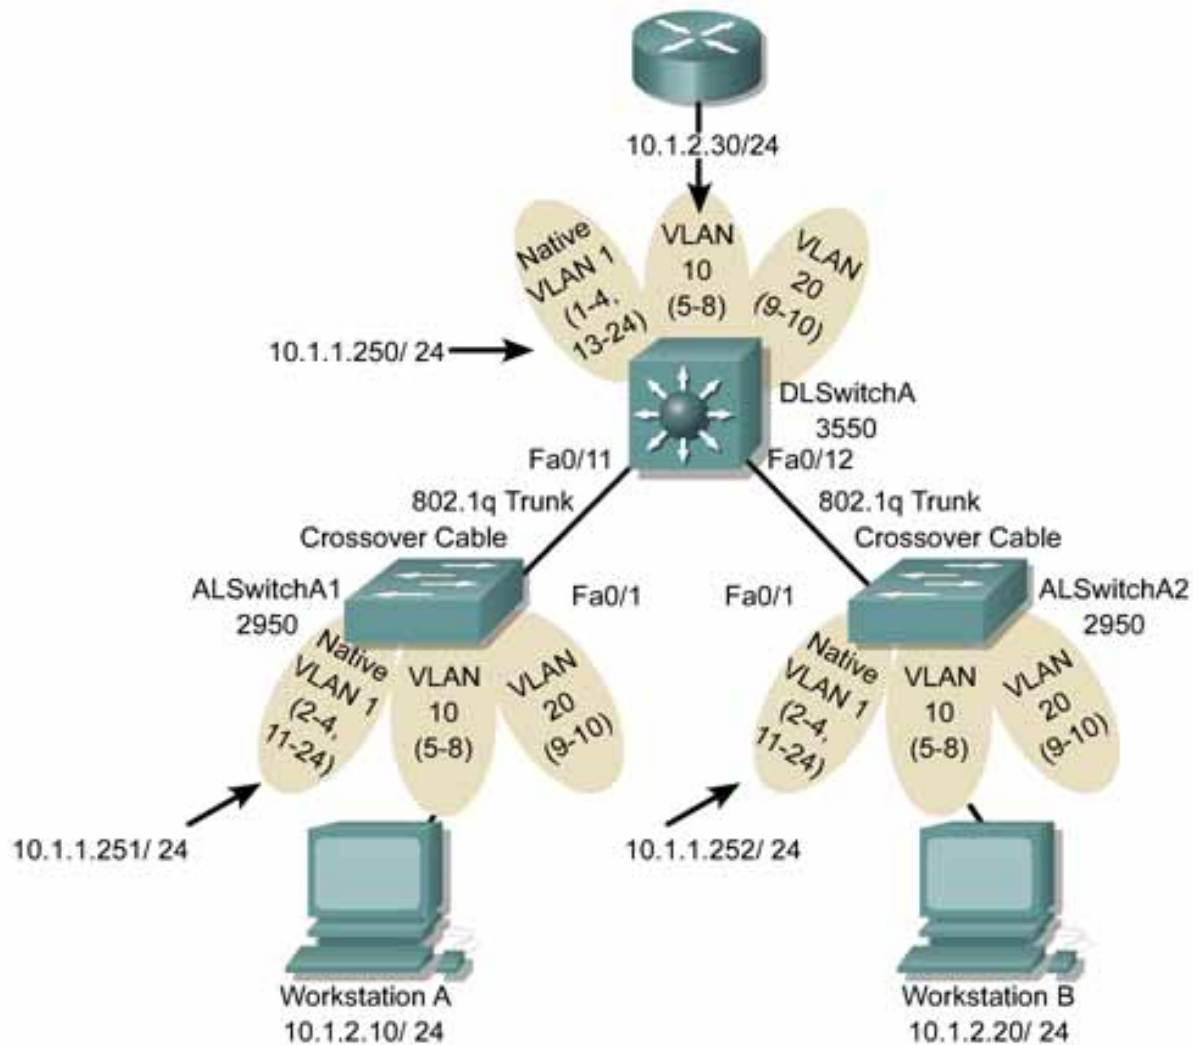 10.1.2.30/24
Native
VLAN 1
(1-4,
13-24)
VLAN
10
(5-8)
VLAN
20
(9-10)
10.1.1.250/ 24
DLSwitchA
3550
Fa0/11
Fa0/12
802.1q Trunk
Crossover Cable
802.1q Trunk
Crossover Cable
ALSwitchA1
2950
Fa0/1
Fa0/1
ALSwitchA2
2950
Native
VLAN 1
(2-4,
11-24)
VLAN
10
(5-8)
VLAN
20
(9-10)
Native
VLAN 1
(2-4,
11-24)
VLAN
10
(5-8)
VLAN
20
(9-10)
10.1.1.251/ 24
10.1.1.252/ 24
Workstation A
10.1.2.10/ 24
Workstation B
10.1.2.20/ 24